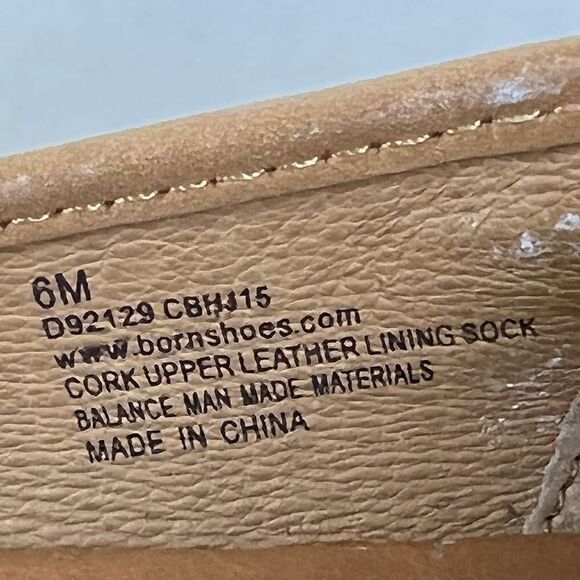 6M
D92129 CBHJ15
www.bornshoes.com
CORK UPPER LEATHER LINING SOCK
BALANCE MAN MADE MATERIALS
MADE IN CHINA